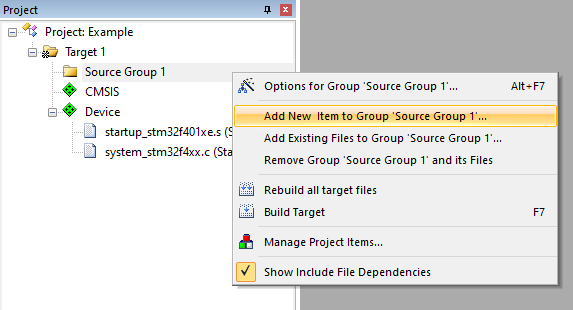 Project
Project: Example
Target 1
Source Group 1
CMSIS
Device
startup_stm32f401xe.s (S
system_stm32f4xx.c (Sta
Options for Group 'Source Group 1'... Alt+F7
Add New Item to Group 'Source Group 1'...
Add Existing Files to Group 'Source Group 1'...
Remove Group 'Source Group 1' and its Files
Rebuild all target files
Build Target F7
Manage Project Items...
Show Include File Dependencies